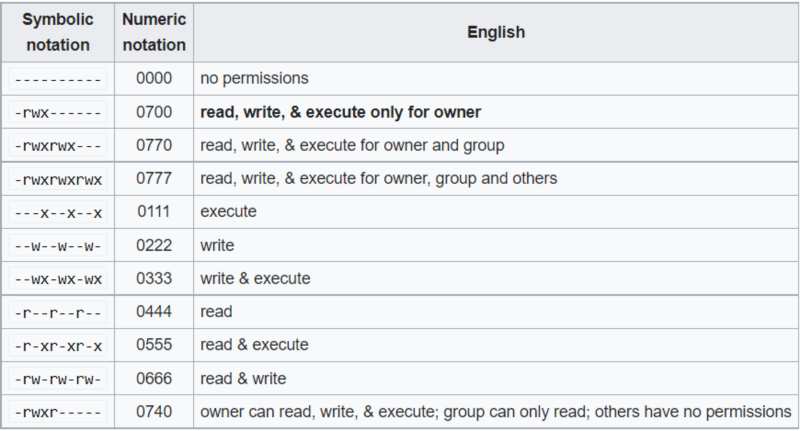 Symbolic notation Numeric notation English
---------- 0000 no permissions
-rwx------ 0700 read, write, & execute only for owner
-rwxrwx--- 0770 read, write, & execute for owner and group
-rwxrwxrwx 0777 read, write, & execute for owner, group and others
---x--x--x 0111 execute
--w--w--w- 0222 write
--wx-wx-wx 0333 write & execute
-r--r--r-- 0444 read
-r-xr-xr-x 0555 read & execute
-rw-rw-rw- 0666 read & write
-rwxr----- 0740 owner can read, write, & execute; group can only read; others have no permissions